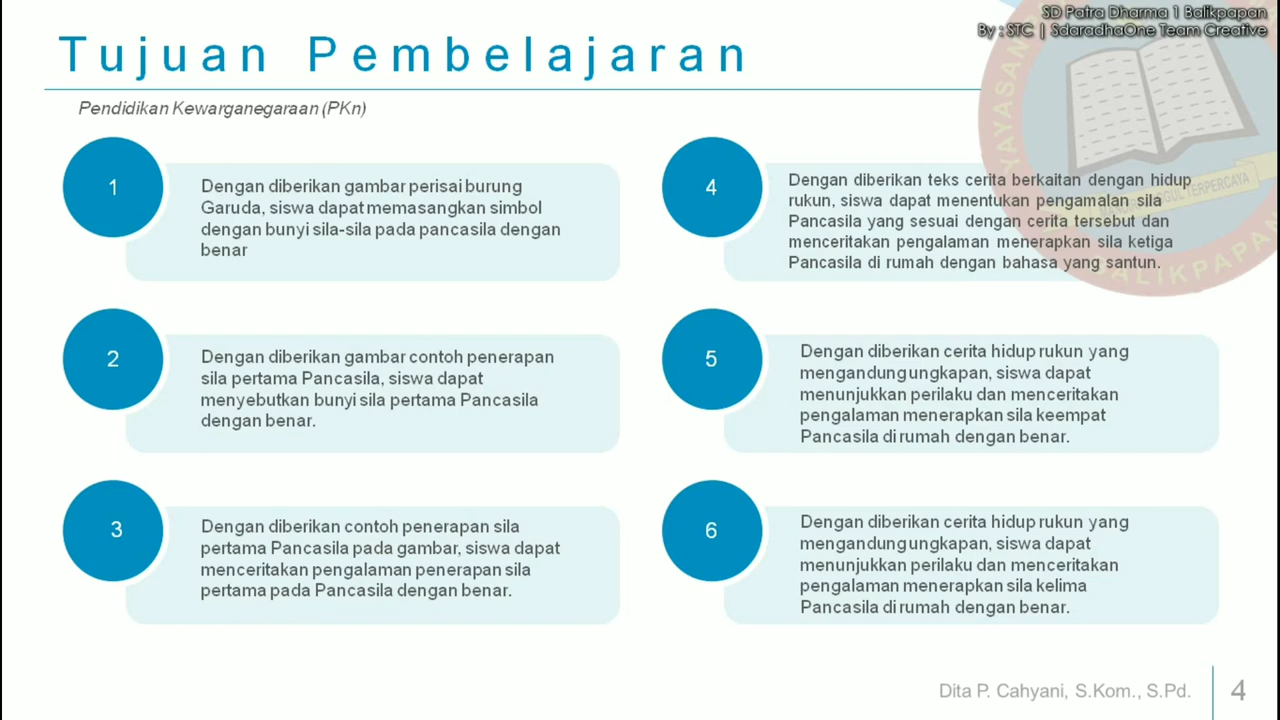 SD Patra Dharma 1 Balikpapan
By : STC | SdaradhaOne Team Creative
Tujuan Pembelajaran
Pendidikan Kewarganegaraan (PKn)
1
Dengan diberikan gambar perisai burung
Garuda, siswa dapat memasangkan simbol
dengan bunyi sila-sila pada pancasila dengan
benar
2
Dengan diberikan gambar contoh penerapan
sila pertama Pancasila, siswa dapat
menyebutkan bunyi sila pertama Pancasila
dengan benar.
3
Dengan diberikan contoh penerapan sila
pertama Pancasila pada gambar, siswa dapat
menceritakan pengalaman penerapan sila
pertama pada Pancasila dengan benar.
4
Dengan diberikan teks cerita berkaitan dengan hidup
rukun, siswa dapat menentukan pengamalan sila
Pancasila yang sesuai dengan cerita tersebut dan
menceritakan pengalaman menerapkan sila ketiga
Pancasila di rumah dengan bahasa yang santun.
5
Dengan diberikan cerita hidup rukun yang
mengandung ungkapan, siswa dapat
menunjukkan perilaku dan menceritakan
pengalaman menerapkan sila keempat
Pancasila di rumah dengan benar.
6
Dengan diberikan cerita hidup rukun yang
mengandung ungkapan, siswa dapat
menunjukkan perilaku dan menceritakan
pengalaman menerapkan sila kelima
Pancasila di rumah dengan benar.
YAYASAN
TERPERCAYA
BALIKPAPAN
Dita P. Cahyani, S.Kom., S.Pd.
4